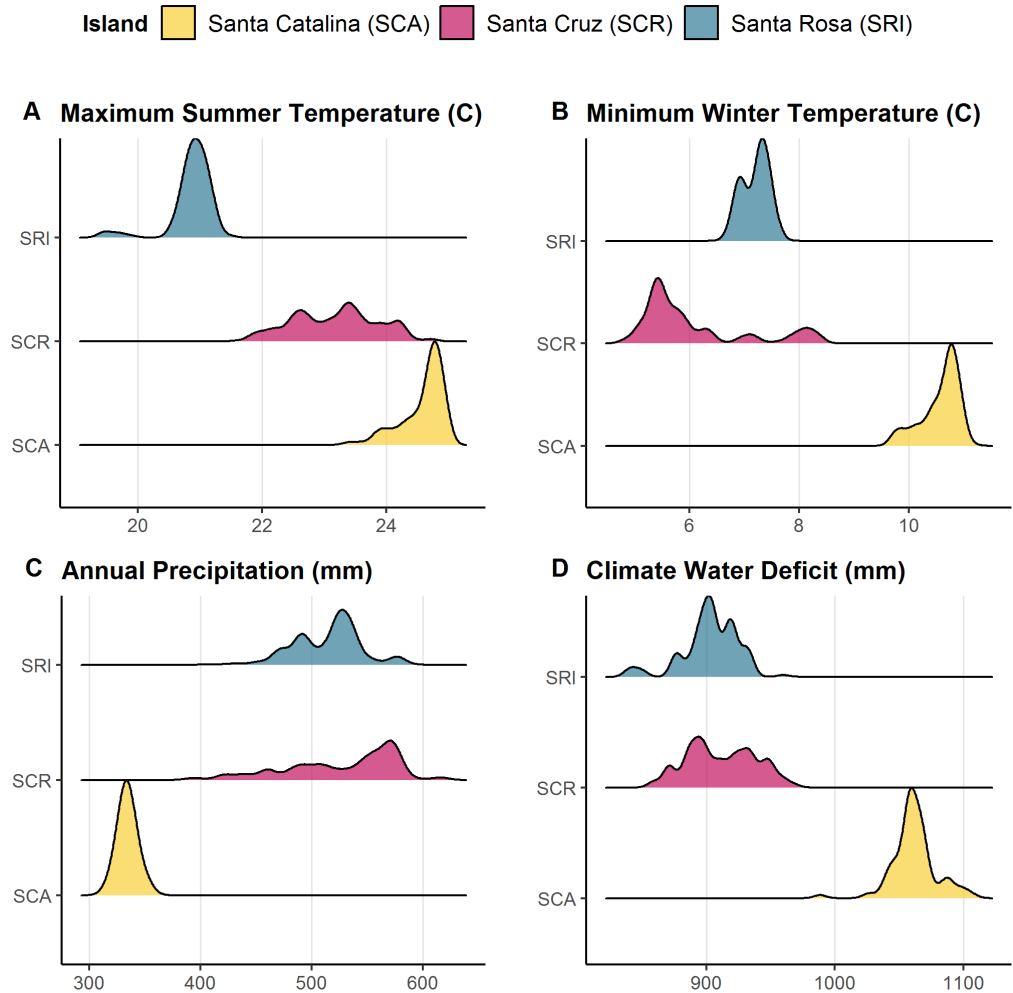 Island Santa Catalina (SCA) Santa Cruz (SCR) Santa Rosa (SRI)
A Maximum Summer Temperature (C)
SRI
SCR
SCA
20 22 24
B Minimum Winter Temperature (C)
SRI
SCR
SCA
6 8 10
C Annual Precipitation (mm)
SRI
SCR
SCA
300 400 500 600
D Climate Water Deficit (mm)
SRI
SCR
SCA
900 1000 1100